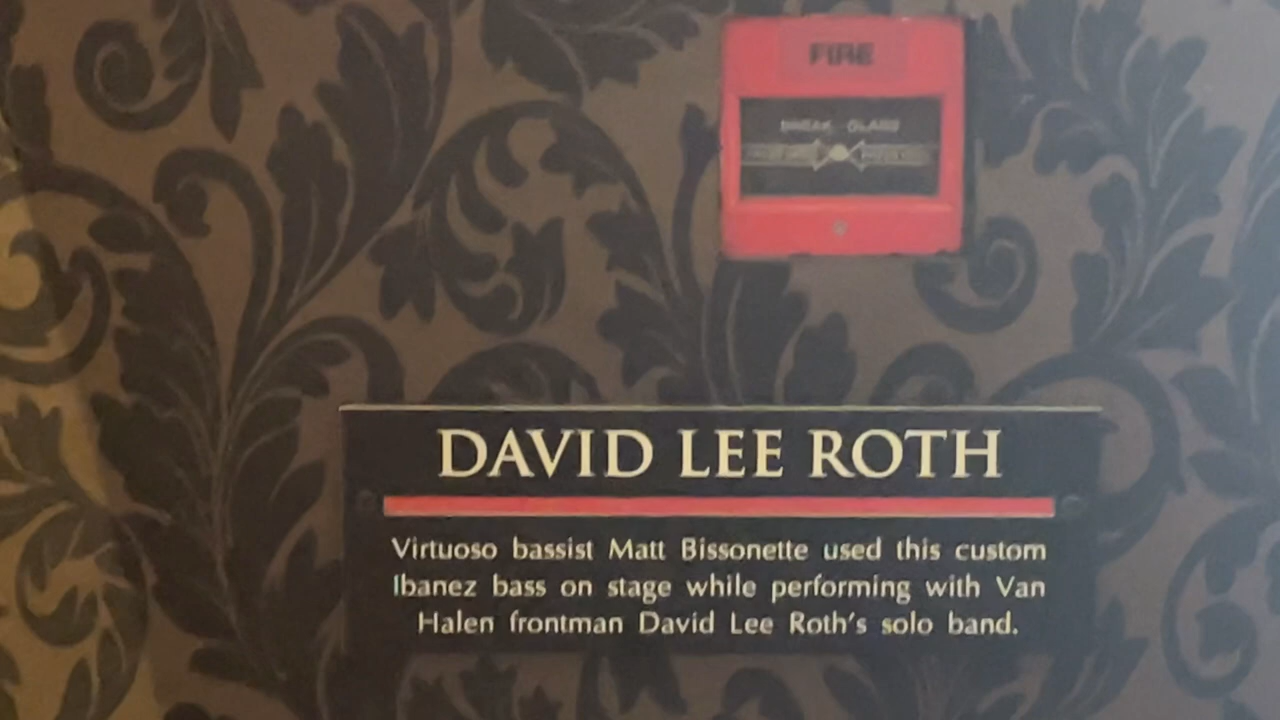 FIRE
BREAK GLASS
DAVID LEE ROTH
Virtuoso bassist Matt Bissonette used this custom
Ibanez bass on stage while performing with Van
Halen frontman David Lee Roth's solo band.